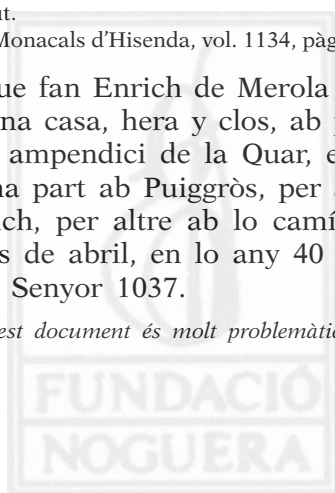 ut.
Monacals d'Hisenda, vol. 1134, pàg
ue fan Enrich de Merola
na casa, hera y clos, ab p
ampendici de la Quar, e
na part ab Puiggròs, per a
ch, per altre ab lo camí
s de abril, en lo any 40
Senyor 1037.
est document és molt problemàtic
FUNDACIÓ
NOGUERA